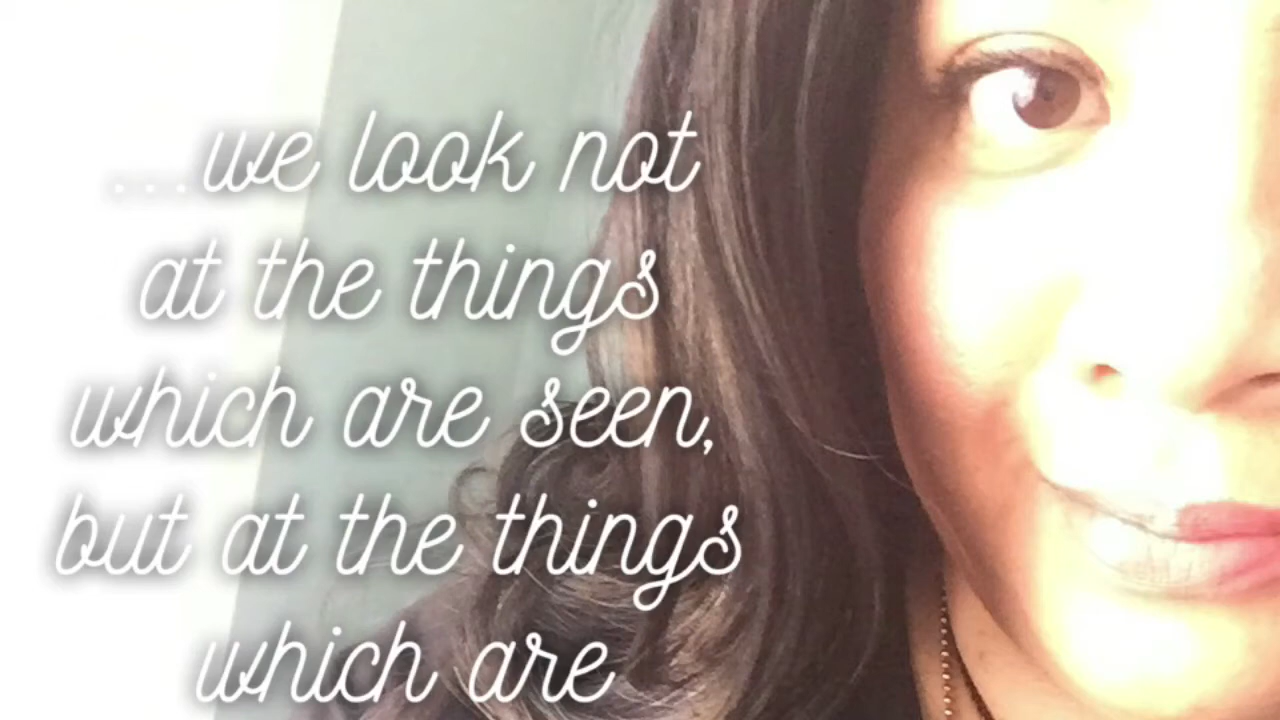 ...we look not
at the things
which are seen,
but at the things
which are